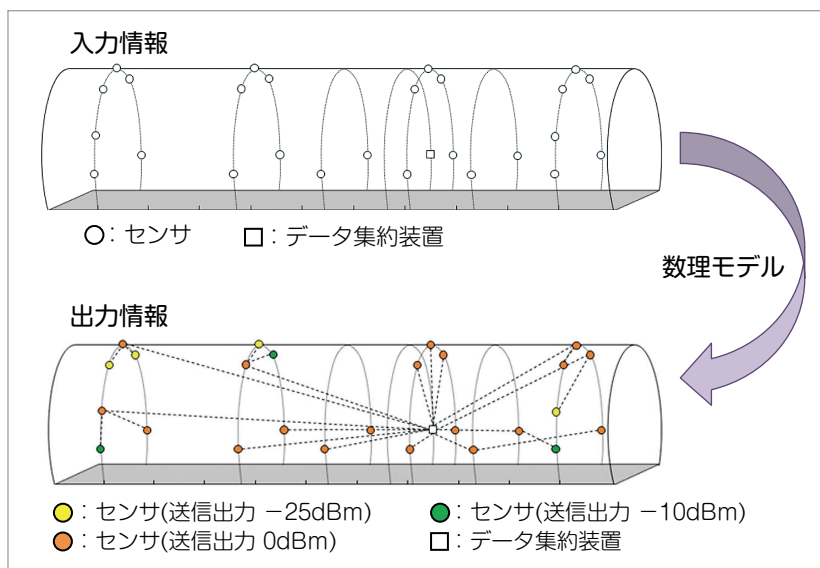 入力情報
○：センサ　□：データ集約装置
数理モデル
出力情報
○：センサ(送信出力 −25dBm)　○：センサ(送信出力 −10dBm)
○：センサ(送信出力 0dBm)　□：データ集約装置